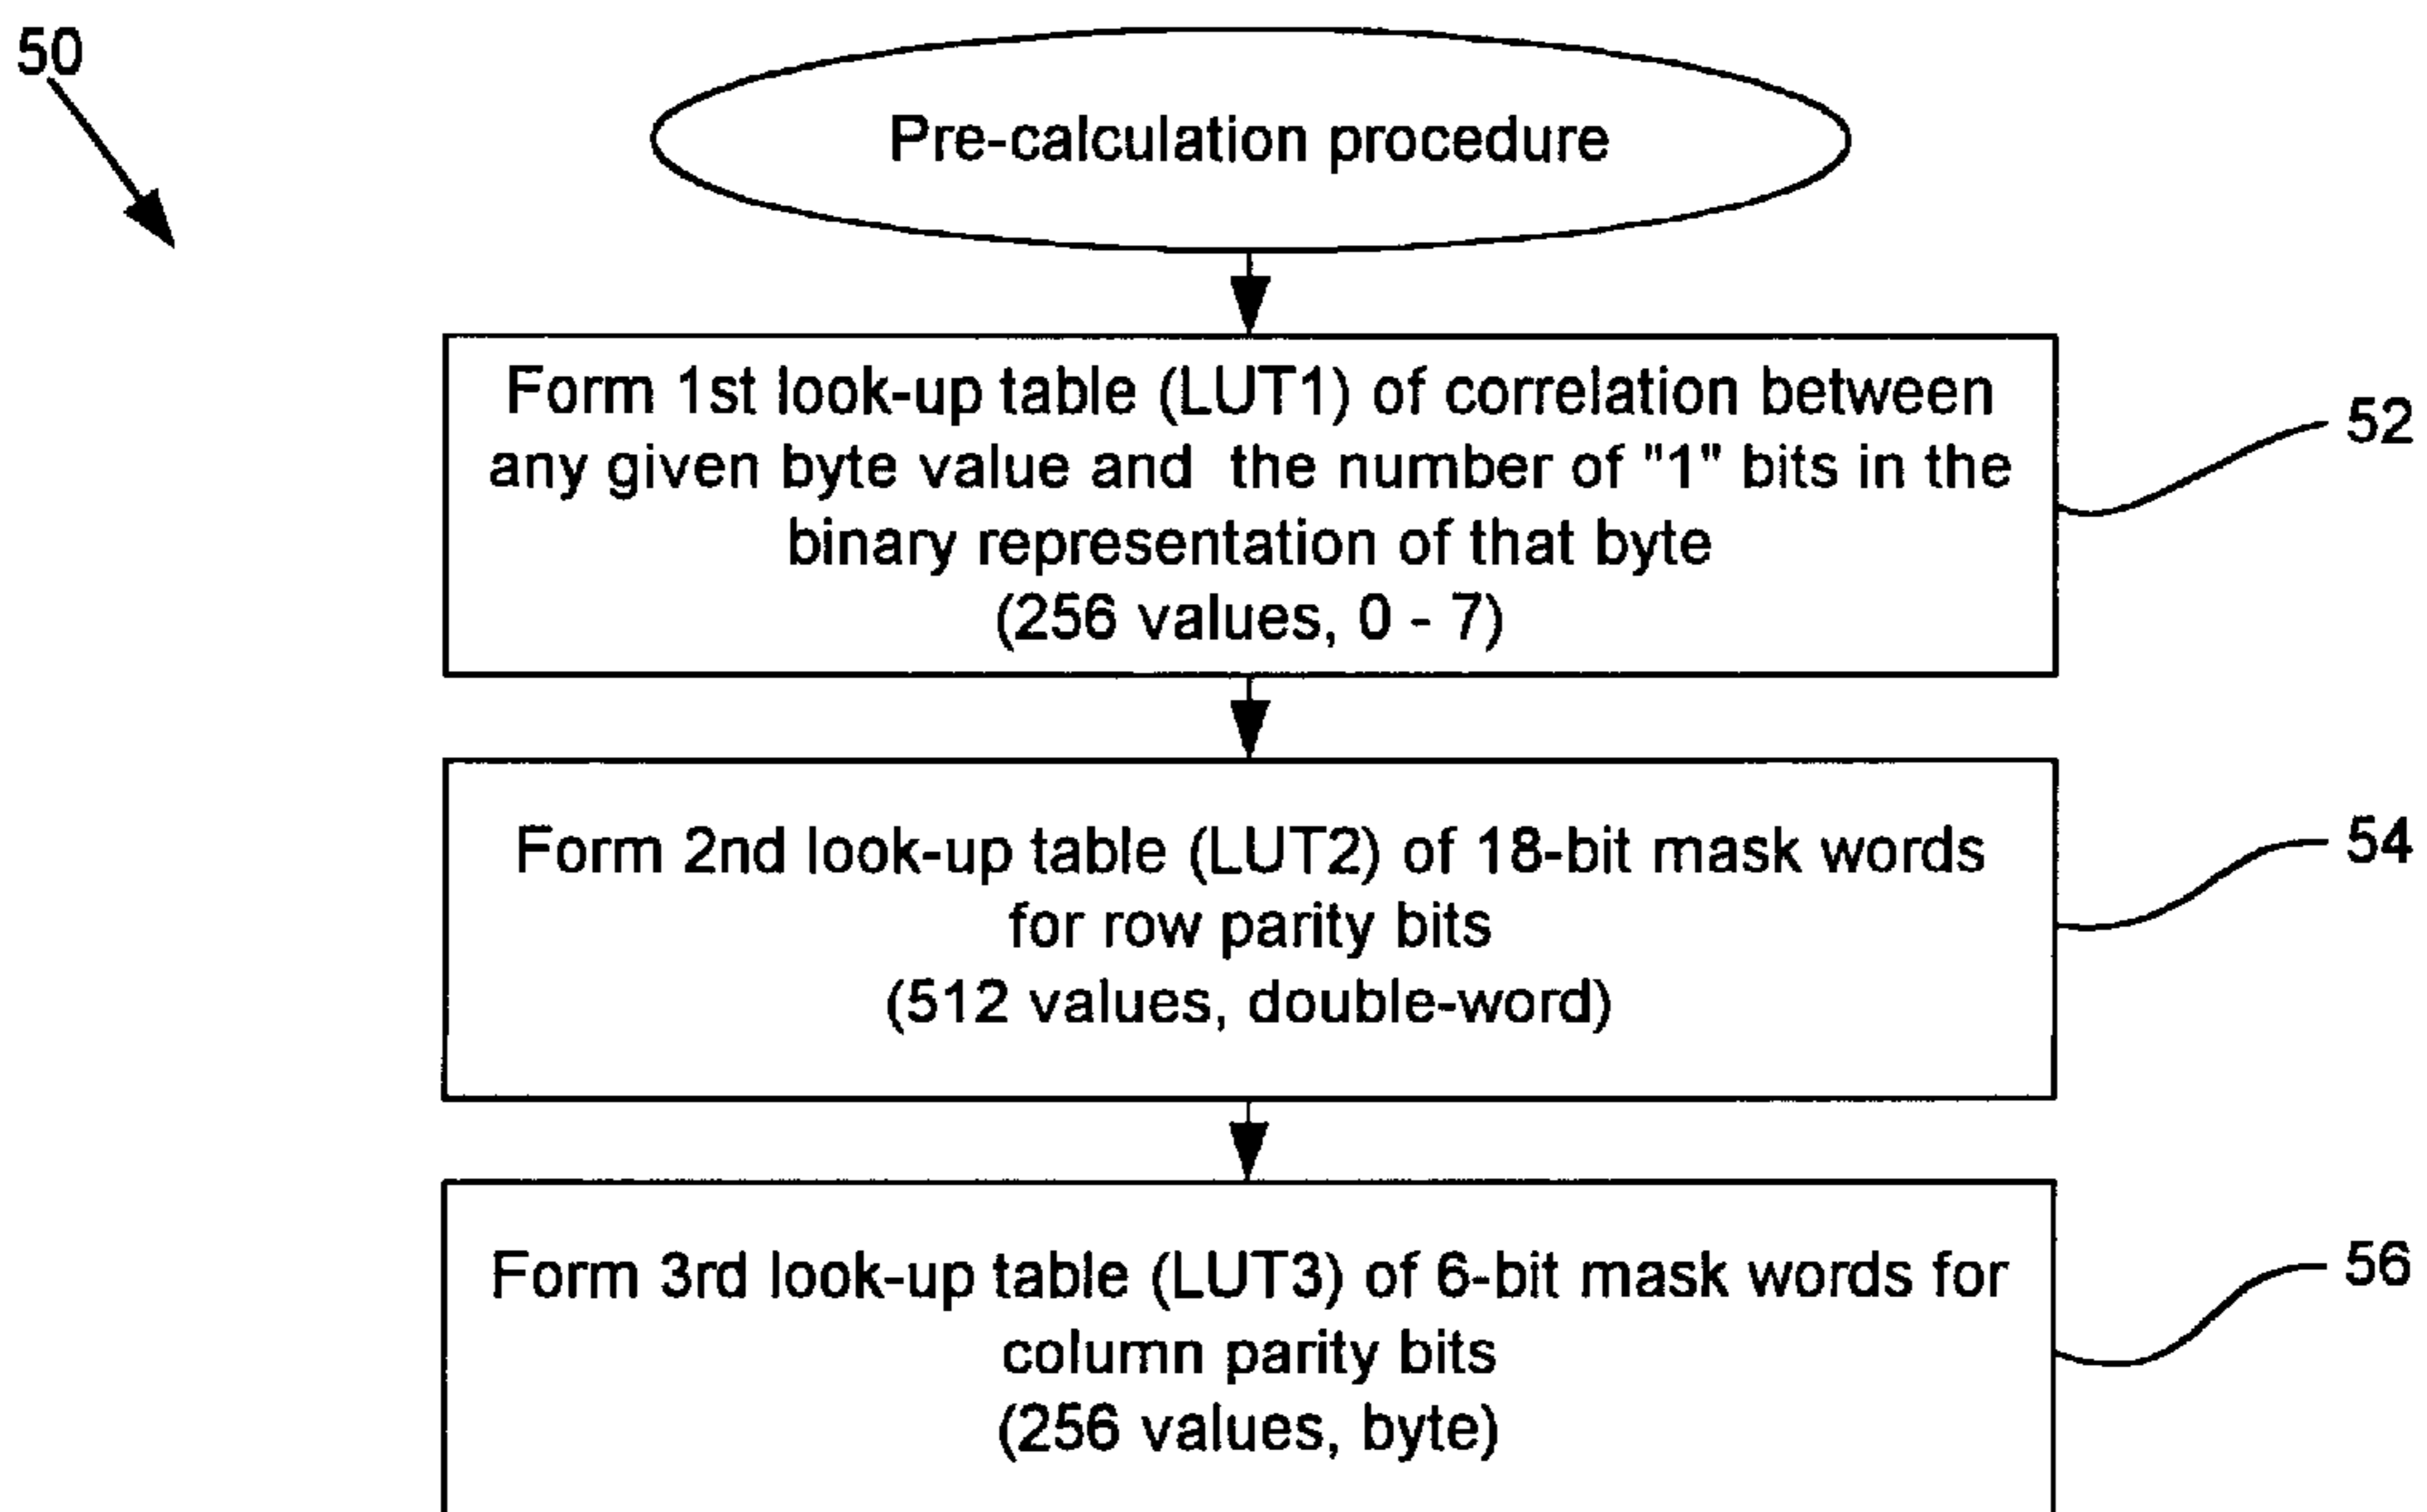 50
Pre-calculation procedure
Form 1st look-up table (LUT1) of correlation between
any given byte value and the number of "1" bits in the
binary representation of that byte
(256 values, 0 - 7)
52
Form 2nd look-up table (LUT2) of 18-bit mask words
for row parity bits
(512 values, double-word)
54
Form 3rd look-up table (LUT3) of 6-bit mask words for
column parity bits
(256 values, byte)
56